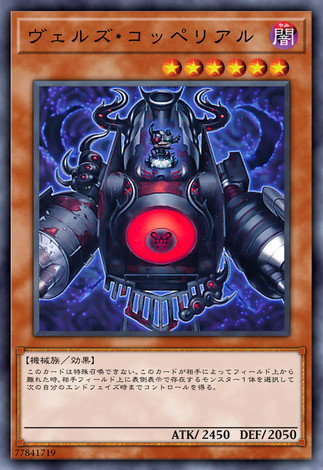 ヴェルズ・コッペリアル
闇
やみ
【機械族／効果】
このカードは特殊召喚できない。このカードが相手によってフィールド上から
離れた時、相手フィールド上に表側表示で存在するモンスター１体を選択して
次の自分のエンドフェイズ時までコントロールを得る。
ATK/ 2450 DEF/2050
77841719